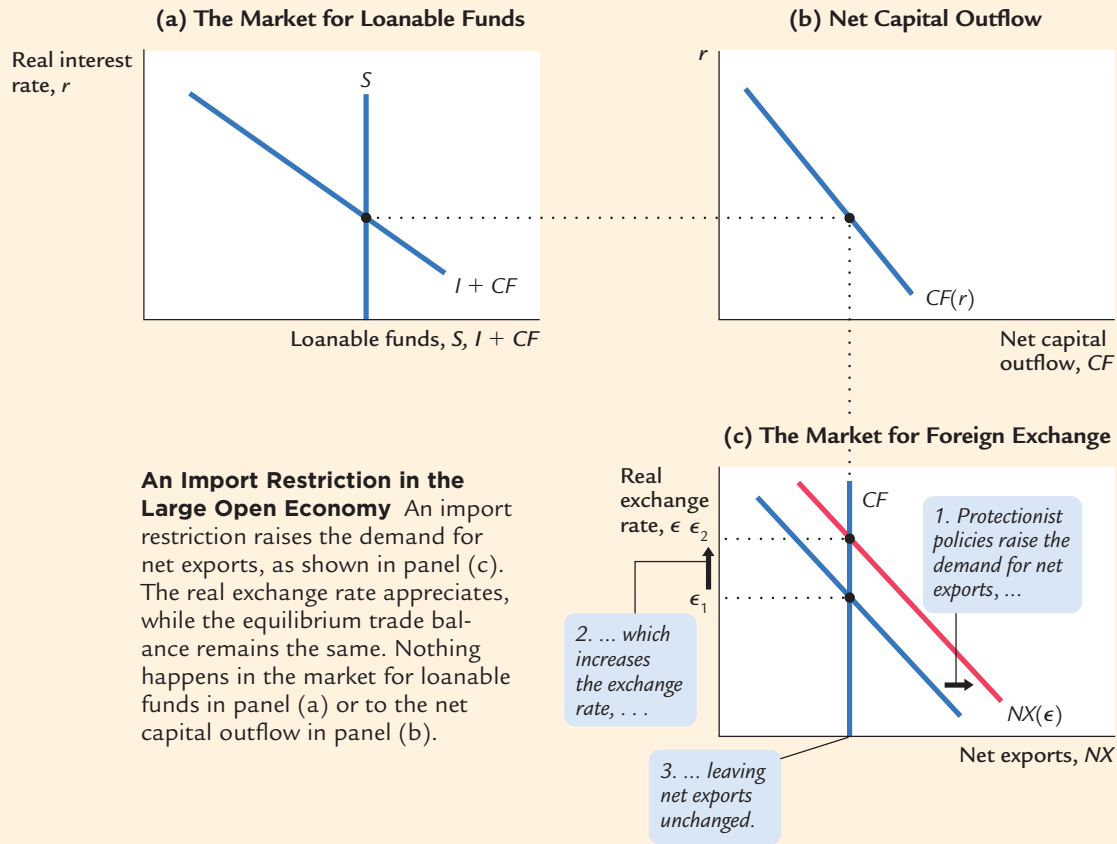 (a) The Market for Loanable Funds
Real interest
rate, r
S
I + CF
Loanable funds, S, I + CF
(b) Net Capital Outflow
r
CF(r)
Net capital
outflow, CF
An Import Restriction in the
Large Open Economy An import
restriction raises the demand for
net exports, as shown in panel (c).
The real exchange rate appreciates,
while the equilibrium trade bal-
ance remains the same. Nothing
happens in the market for loanable
funds in panel (a) or to the net
capital outflow in panel (b).
(c) The Market for Foreign Exchange
Real
exchange
rate, ϵ ϵ2
ϵ1
CF
1. Protectionist
policies raise the
demand for net
exports, ...
2. ... which
increases
the exchange
rate, . . .
NX(ϵ)
Net exports, NX
3. ... leaving
net exports
unchanged.